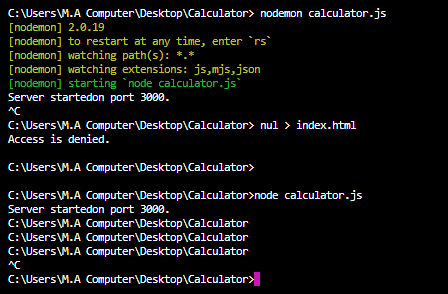 C:\Users\M.A Computer\Desktop\Calculator> nodemon calculator.js
[nodemon] 2.0.19
[nodemon] to restart at any time, enter `rs`
[nodemon] watching path(s): *.*
[nodemon] watching extensions: js,mjs,json
[nodemon] starting `node calculator.js`
Server startedon port 3000.
^C
C:\Users\M.A Computer\Desktop\Calculator> nul > index.html
Access is denied.
C:\Users\M.A Computer\Desktop\Calculator>
C:\Users\M.A Computer\Desktop\Calculator>node calculator.js
Server startedon port 3000.
C:\Users\M.A Computer\Desktop\Calculator
C:\Users\M.A Computer\Desktop\Calculator
C:\Users\M.A Computer\Desktop\Calculator
^C
C:\Users\M.A Computer\Desktop\Calculator>